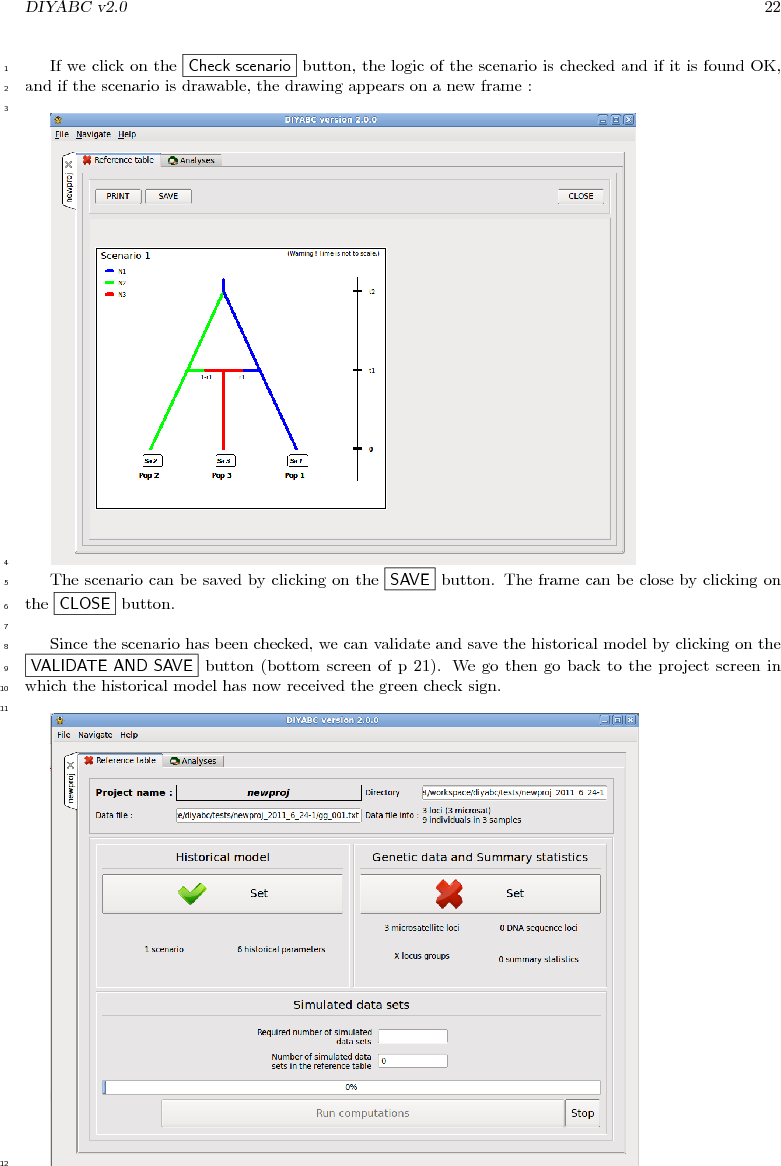 DIYABC v2.0 22
1 If we click on the Check scenario button, the logic of the scenario is checked and if it is found OK,
2 and if the scenario is drawable, the drawing appears on a new frame :
3
DIYABC version 2.0.0
File Navigate Help
Reference table Analyses
newproj
PRINT SAVE CLOSE
Scenario 1 (Warning ! Time is not to scale.)
N1
N2
N3
t2
1-r1 r1 t1
0
Sa2 Sa3 Sa1
Pop 2 Pop 3 Pop 1
4
5 The scenario can be saved by clicking on the SAVE button. The frame can be close by clicking on
6 the CLOSE button.
7
8 Since the scenario has been checked, we can validate and save the historical model by clicking on the
9 VALIDATE AND SAVE button (bottom screen of p 21). We go then go back to the project screen in
10 which the historical model has now received the green check sign.
11
DIYABC version 2.0.0
File Navigate Help
Reference table Analyses
newproj
Project name : newproj Directory /workspace/diyabc/tests/newproj_2011_6_24-1
Data file : e/diyabc/tests/newproj_2011_6_24-1/gg_001.txt Data file info : 3 loci (3 microsat)
9 individuals in 3 samples
Historical model Genetic data and Summary statistics
Set Set
3 microsatellite loci 0 DNA sequence loci
1 scenario 6 historical parameters
X locus groups 0 summary statistics
Simulated data sets
Required number of simulated
data sets
Number of simulated data
sets in the reference table 0
0%
Run computations Stop
12